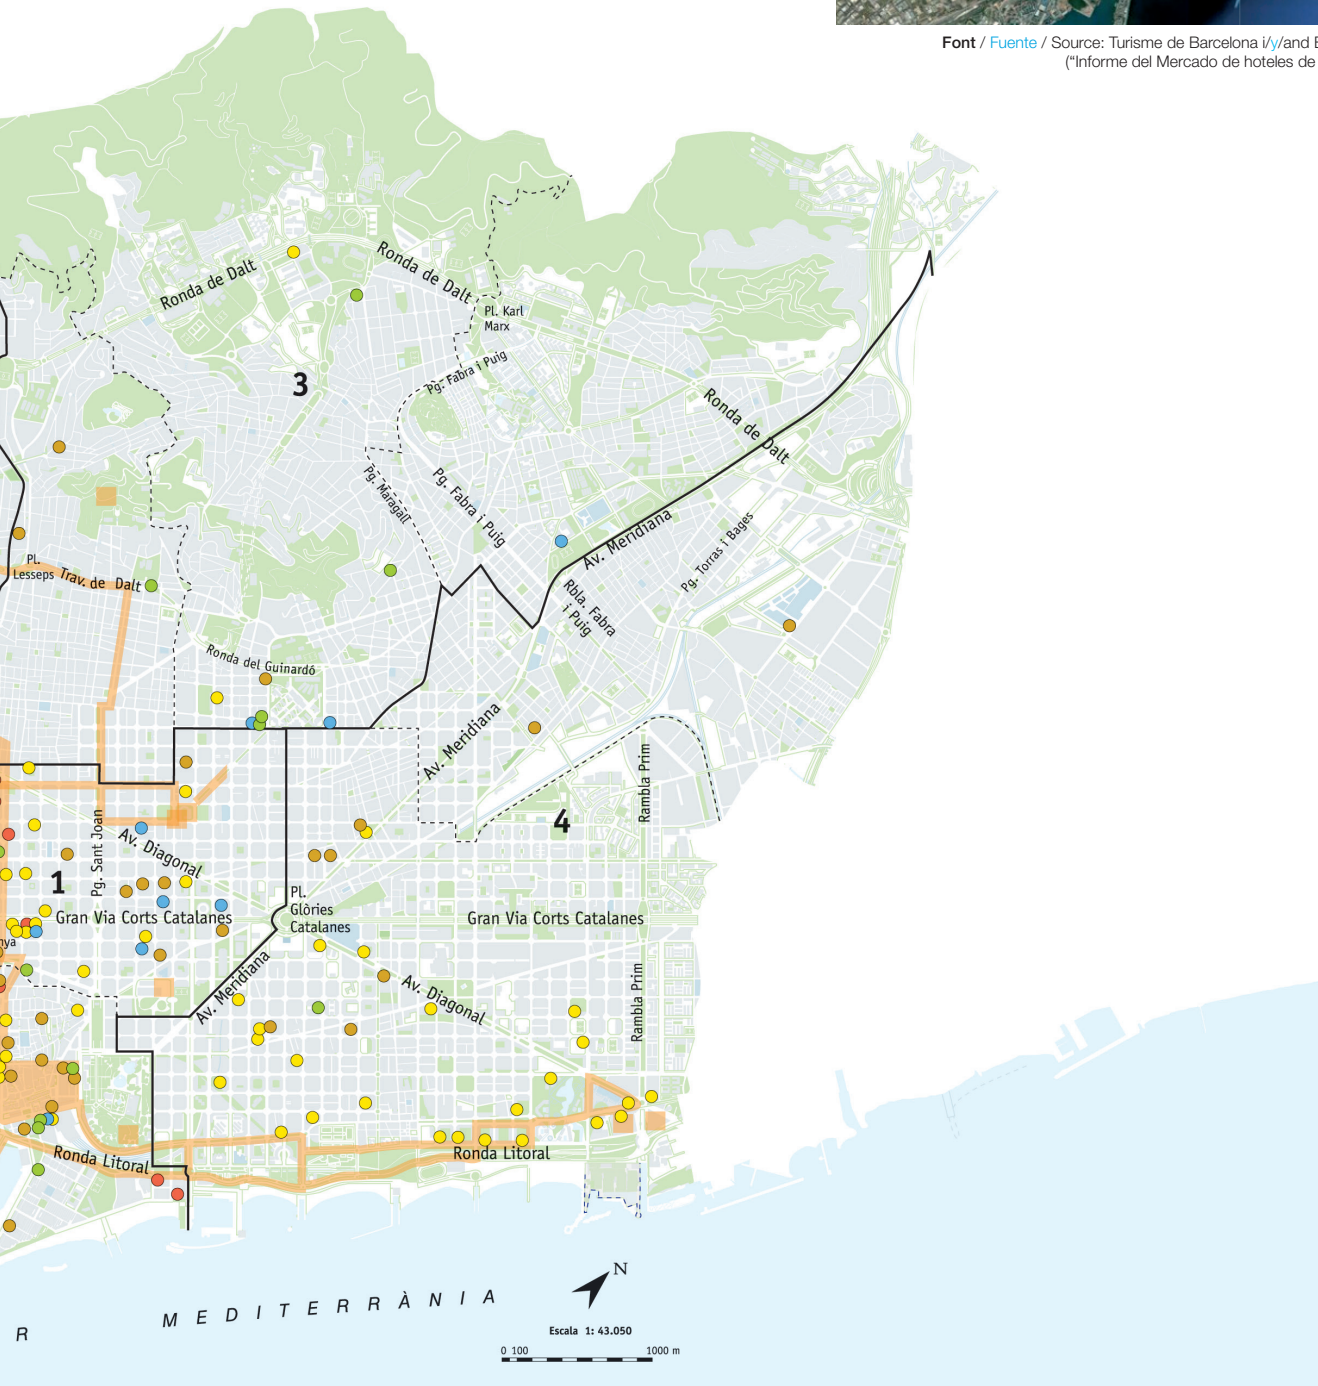 Font / Fuente / Source: Turisme de Barcelona i/y/and
("Informe del Mercado de hoteles de
Ronda de Dalt
Ronda de Dalt
Pl. Karl
Marx
Pg. Fabra i Puig
3
Ronda de Dalt
Pg. Maragall
Pg. Fabra i Puig
Av. Meridiana
Pg. Torras i Bages
Pl.
Lesseps
Trav. de Dalt
Rbla. Fabra
i Puig
Ronda del Guinardó
Av. Meridiana
Rambla Prim
4
Pg. Sant Joan
Av. Diagonal
1
Pl.
Glòries
Catalanes
Gran Via Corts Catalanes
Gran Via Corts Catalanes
nya
Av. Meridiana
Av. Diagonal
Rambla Prim
Ronda Litoral
Ronda Litoral
N
R MEDITERRÀNIA
Escala 1: 43.050
0 100 1000 m